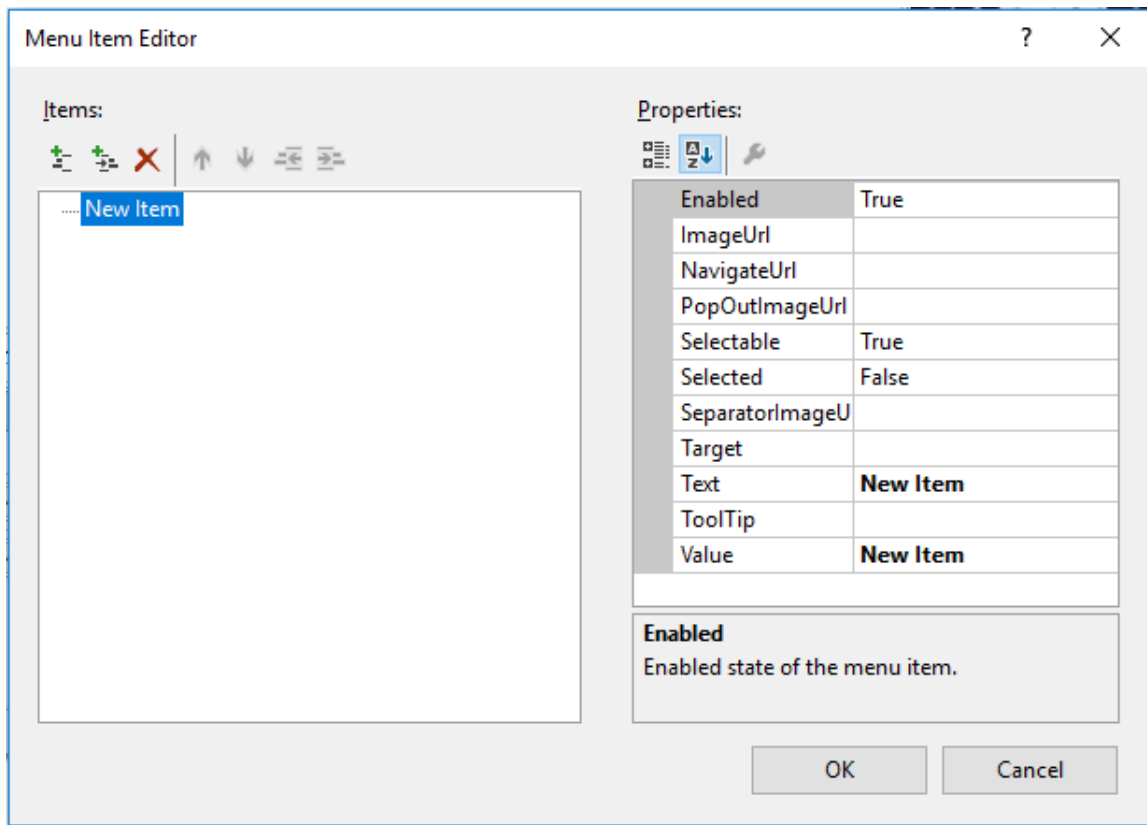 Menu Item Editor
Items:
Properties:
New Item
Enabled True
ImageUrl
NavigateUrl
PopOutImageUrl
Selectable True
Selected False
SeparatorImageU
Target
Text New Item
ToolTip
Value New Item
Enabled
Enabled state of the menu item.
OK Cancel